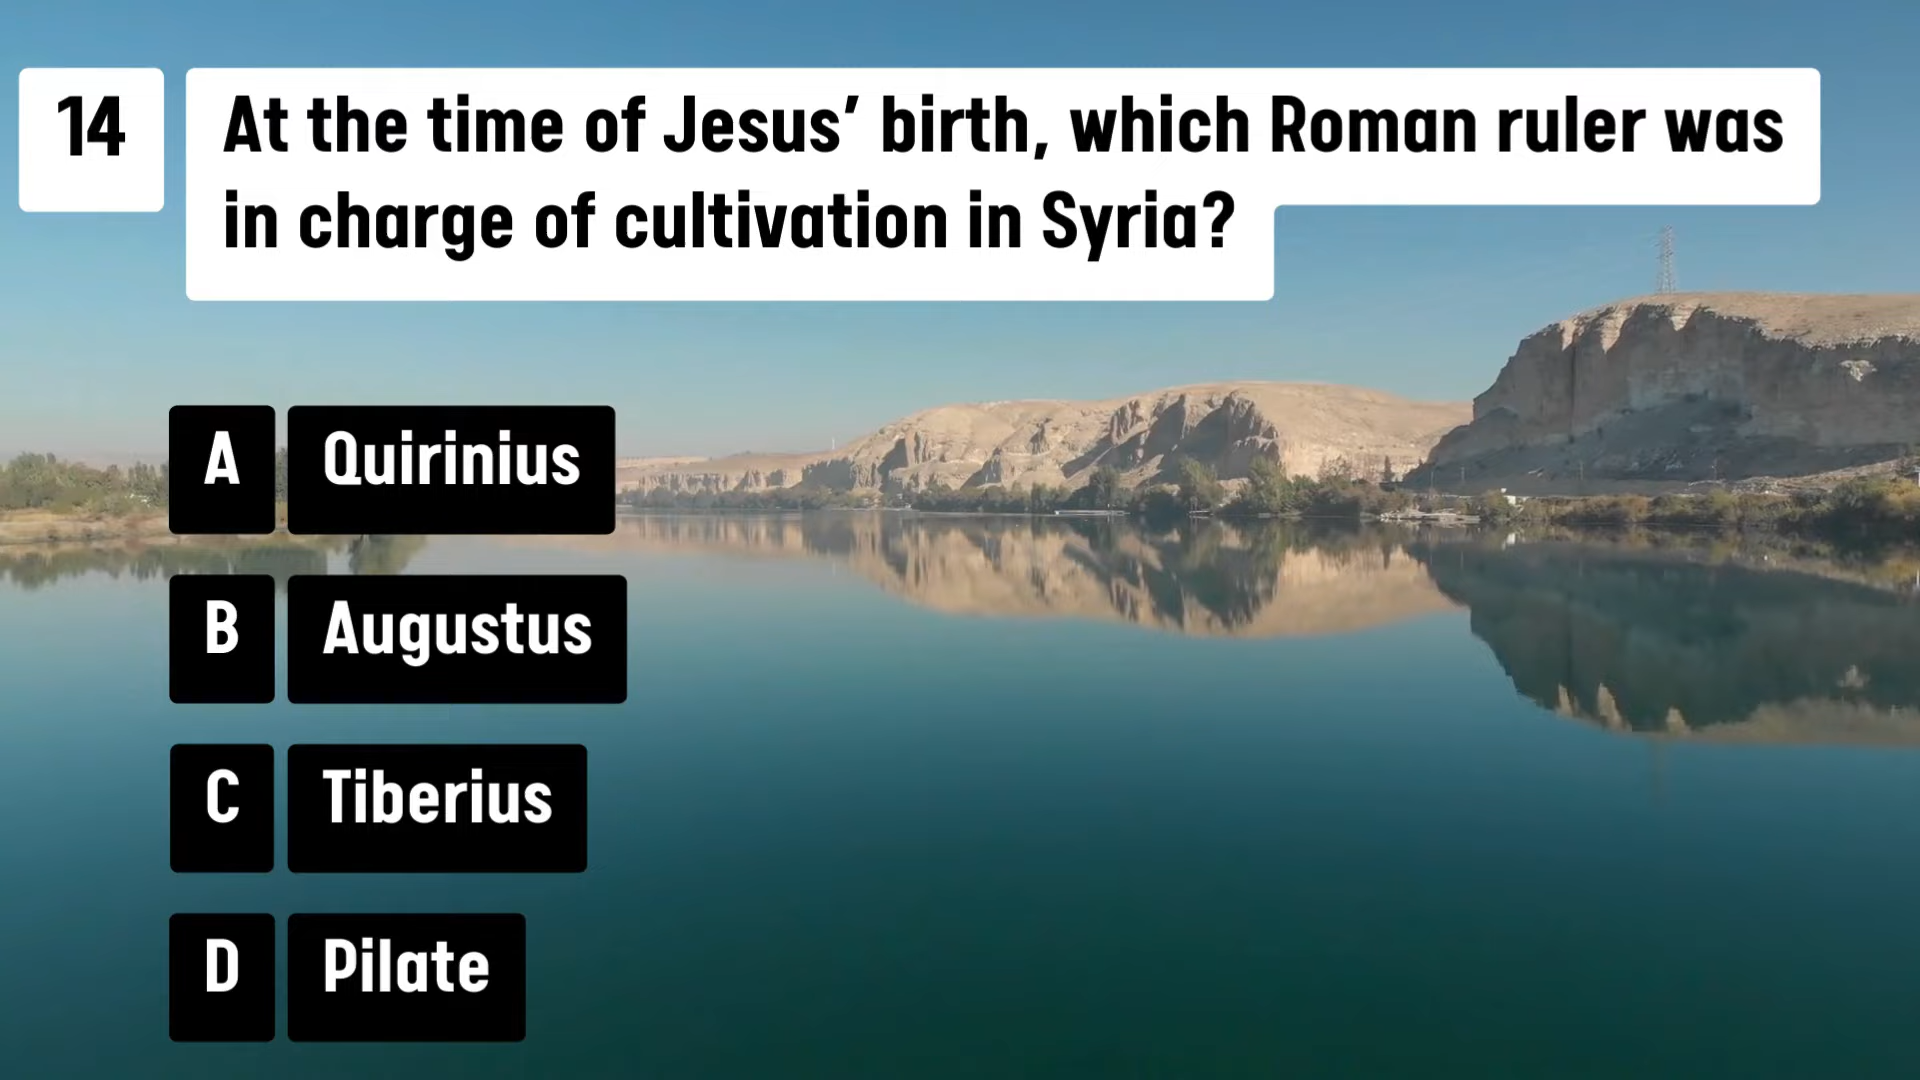 14
At the time of Jesus’ birth, which Roman ruler was
in charge of cultivation in Syria?
A Quirinius
B Augustus
C Tiberius
D Pilate